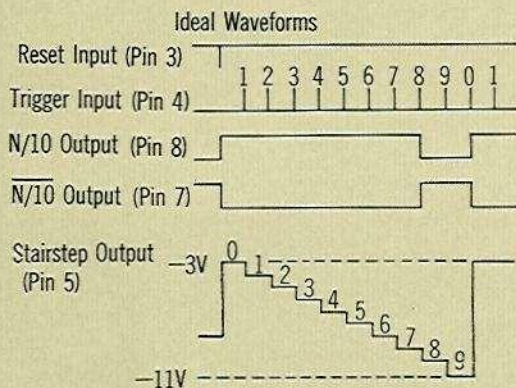 Ideal Waveforms
Reset Input (Pin 3)
1 2 3 4 5 6 7 8 9 0 1
Trigger Input (Pin 4)
N/10 Output (Pin 8)
N/10 Output (Pin 7)
Stairstep Output
(Pin 5)
–3V
0 1 2 3 4 5 6 7 8 9
–11V